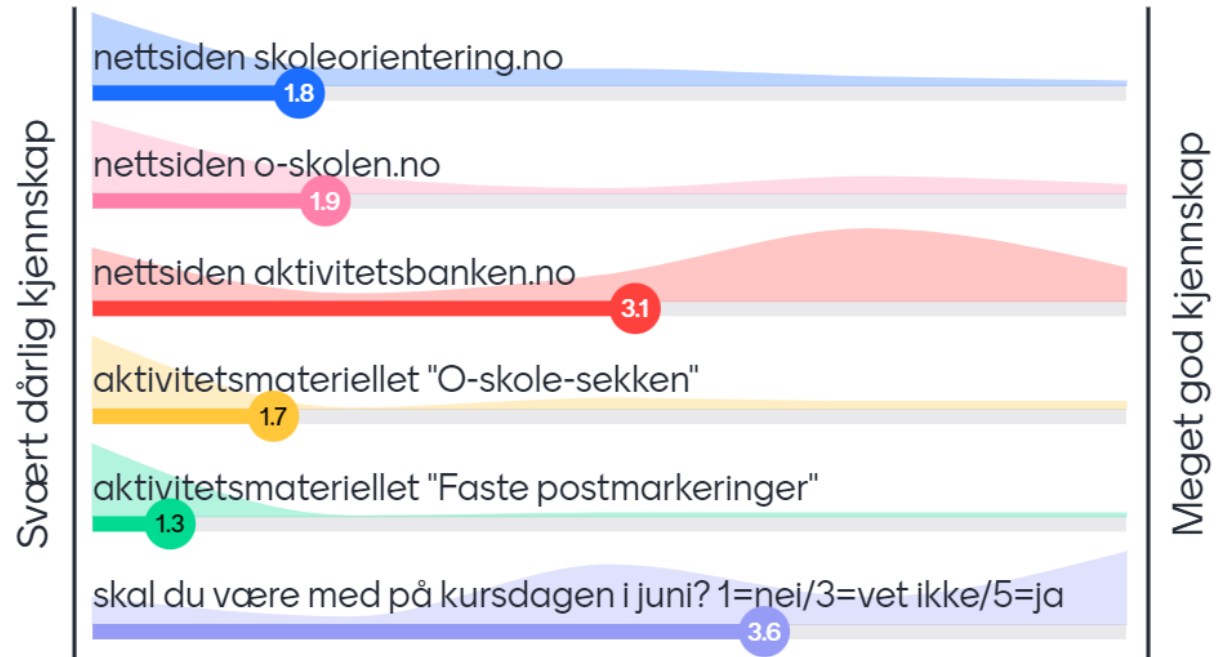 Svært dårlig kjennskap
nettsiden skoleorientering.no
1.8
nettsiden o-skolen.no
1.9
nettsiden aktivitetsbanken.no
3.1
aktivitetsmateriellet "O-skole-sekken"
1.7
aktivitetsmateriellet "Faste postmarkeringer"
1.3
skal du være med på kursdagen i juni? 1=nei/3=vet ikke/5=ja
3.6
Meget god kjennskap